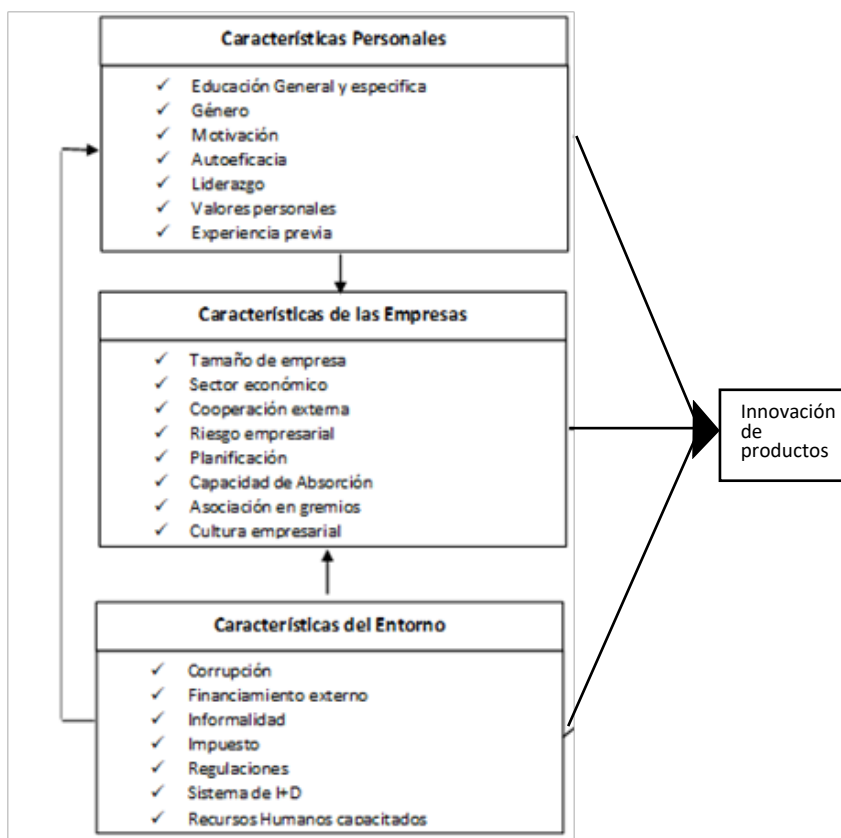 Características Personales
✓ Educación General y especifica
✓ Género
✓ Motivación
✓ Autoeficacia
✓ Liderazgo
✓ Valores personales
✓ Experiencia previa
Características de las Empresas
✓ Tamaño de empresa
✓ Sector económico
✓ Cooperación externa
✓ Riesgo empresarial
✓ Planificación
✓ Capacidad de Absorción
✓ Asociación en gremios
✓ Cultura empresarial
Innovación
de
productos
Características del Entorno
✓ Corrupción
✓ Financiamiento externo
✓ Informalidad
✓ Impuesto
✓ Regulaciones
✓ Sistema de I+D
✓ Recursos Humanos capacitados